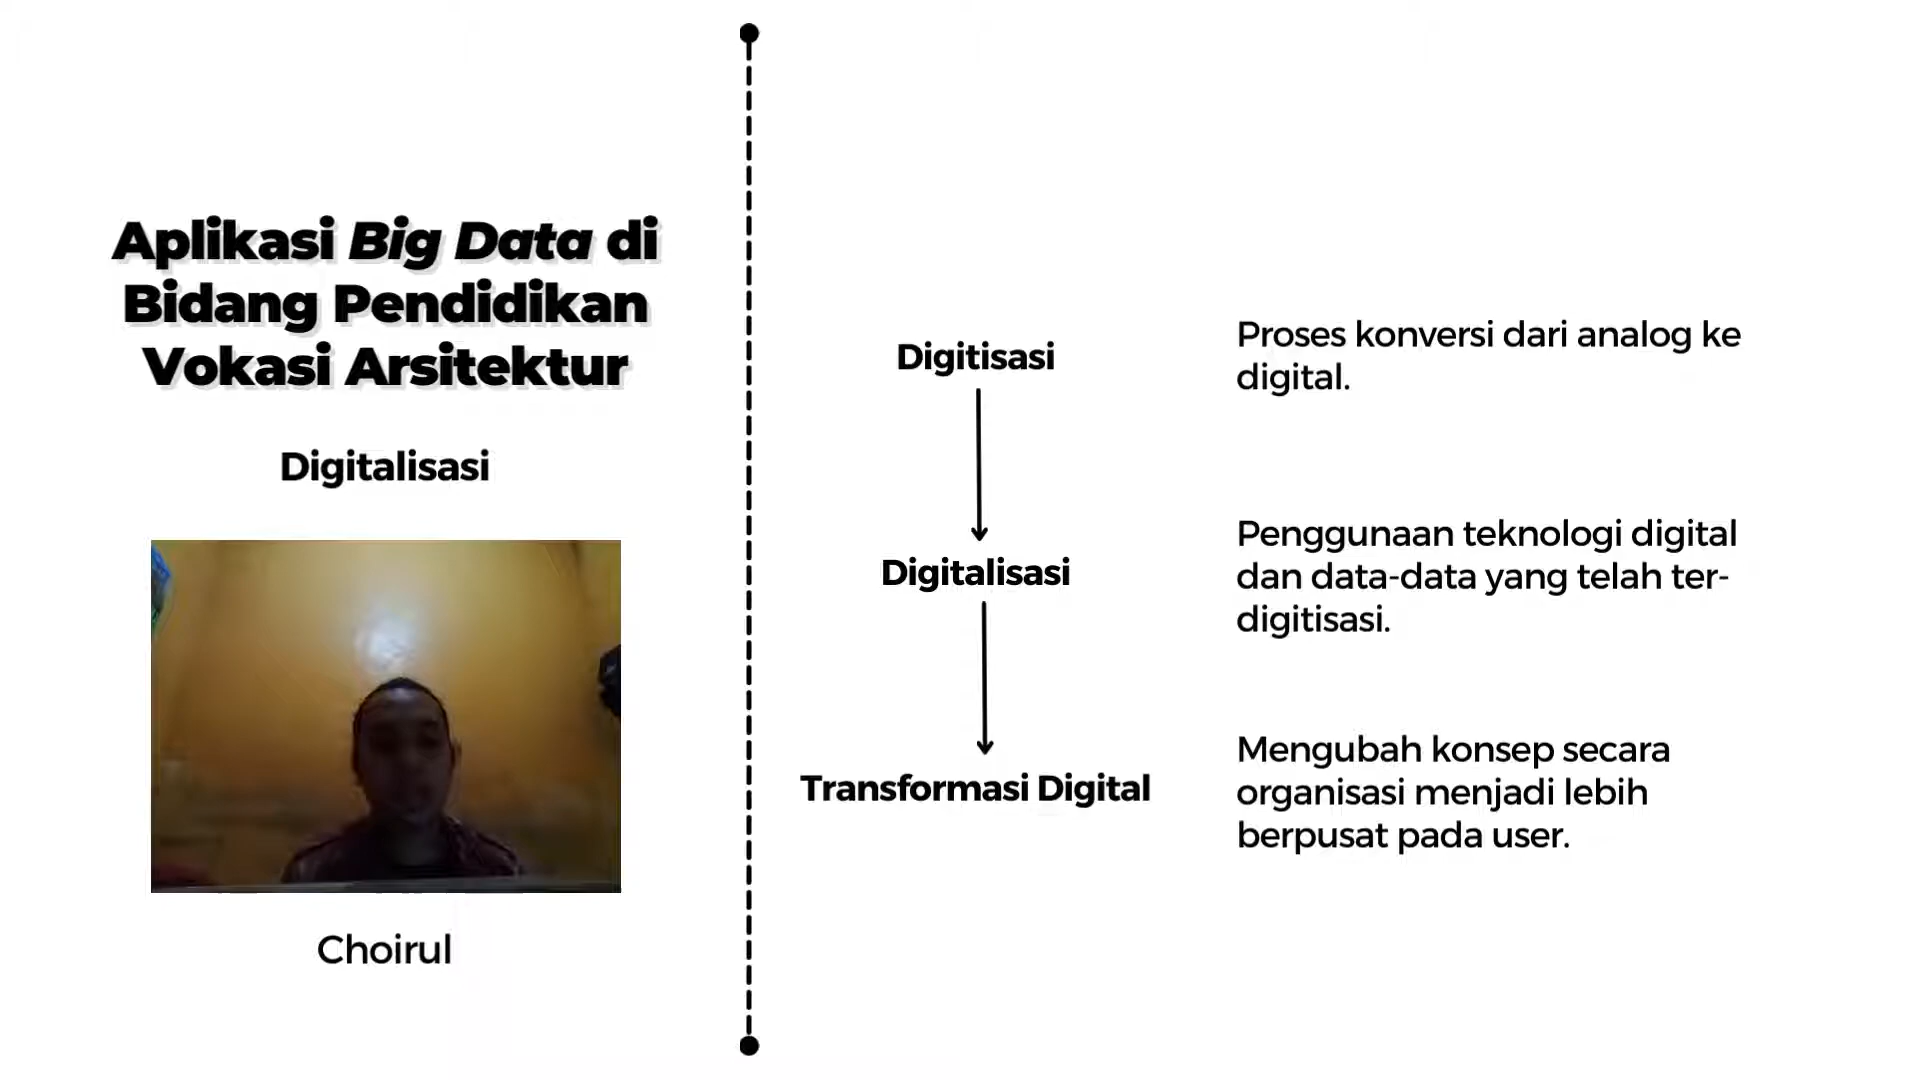 Aplikasi Big Data di
Bidang Pendidikan
Vokasi Arsitektur
Digitalisasi
Choirul
Digitisasi
Proses konversi dari analog ke
digital.
Digitalisasi
Penggunaan teknologi digital
dan data-data yang telah ter-
digitisasi.
Transformasi Digital
Mengubah konsep secara
organisasi menjadi lebih
berpusat pada user.